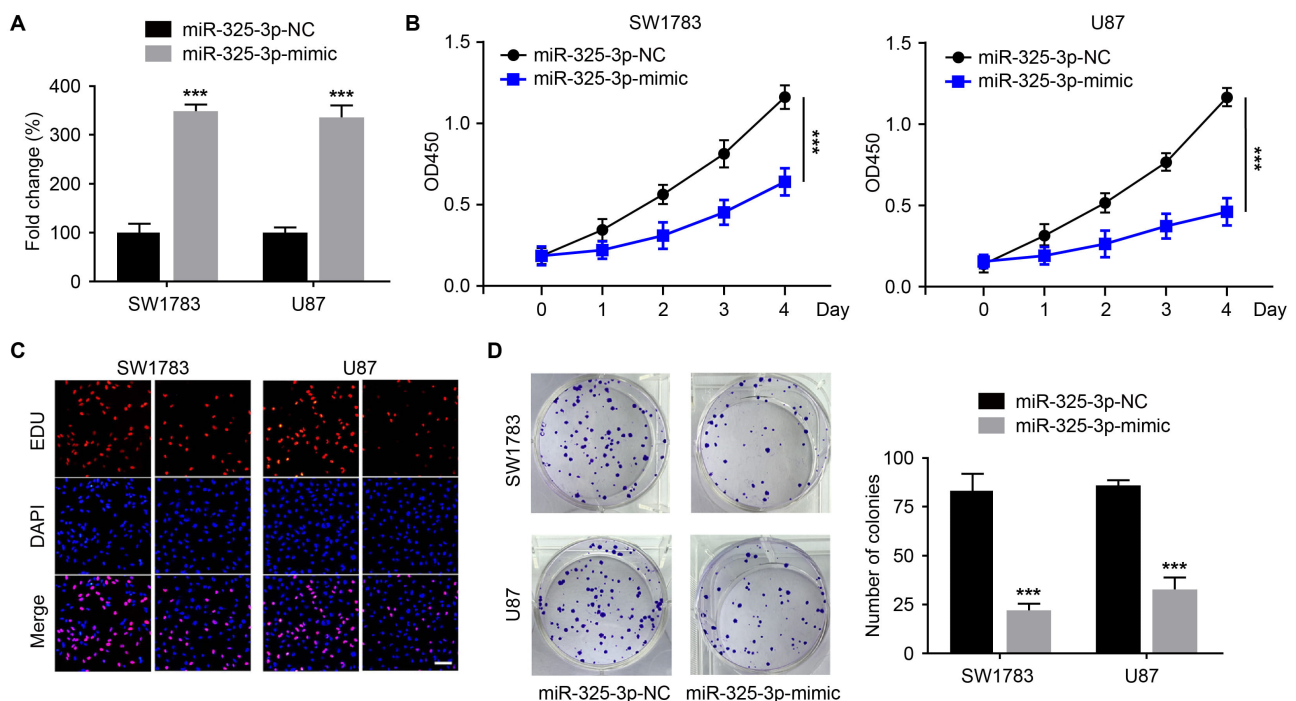 A
miR-325-3p-NC
miR-325-3p-mimic
Fold change (%)
400
300
200
100
0
***
***
SW1783
U87
B
SW1783
miR-325-3p-NC
miR-325-3p-mimic
OD450
1.5
1.0
0.5
0.0
***
0 1 2 3 4 Day
U87
miR-325-3p-NC
miR-325-3p-mimic
OD450
1.5
1.0
0.5
0.0
***
0 1 2 3 4 Day
C
SW1783 U87
EDU
DAPI
Merge
D
SW1783
U87
miR-325-3p-NC miR-325-3p-mimic
miR-325-3p-NC
miR-325-3p-mimic
Number of colonies
100
75
50
25
0
***
***
SW1783 U87